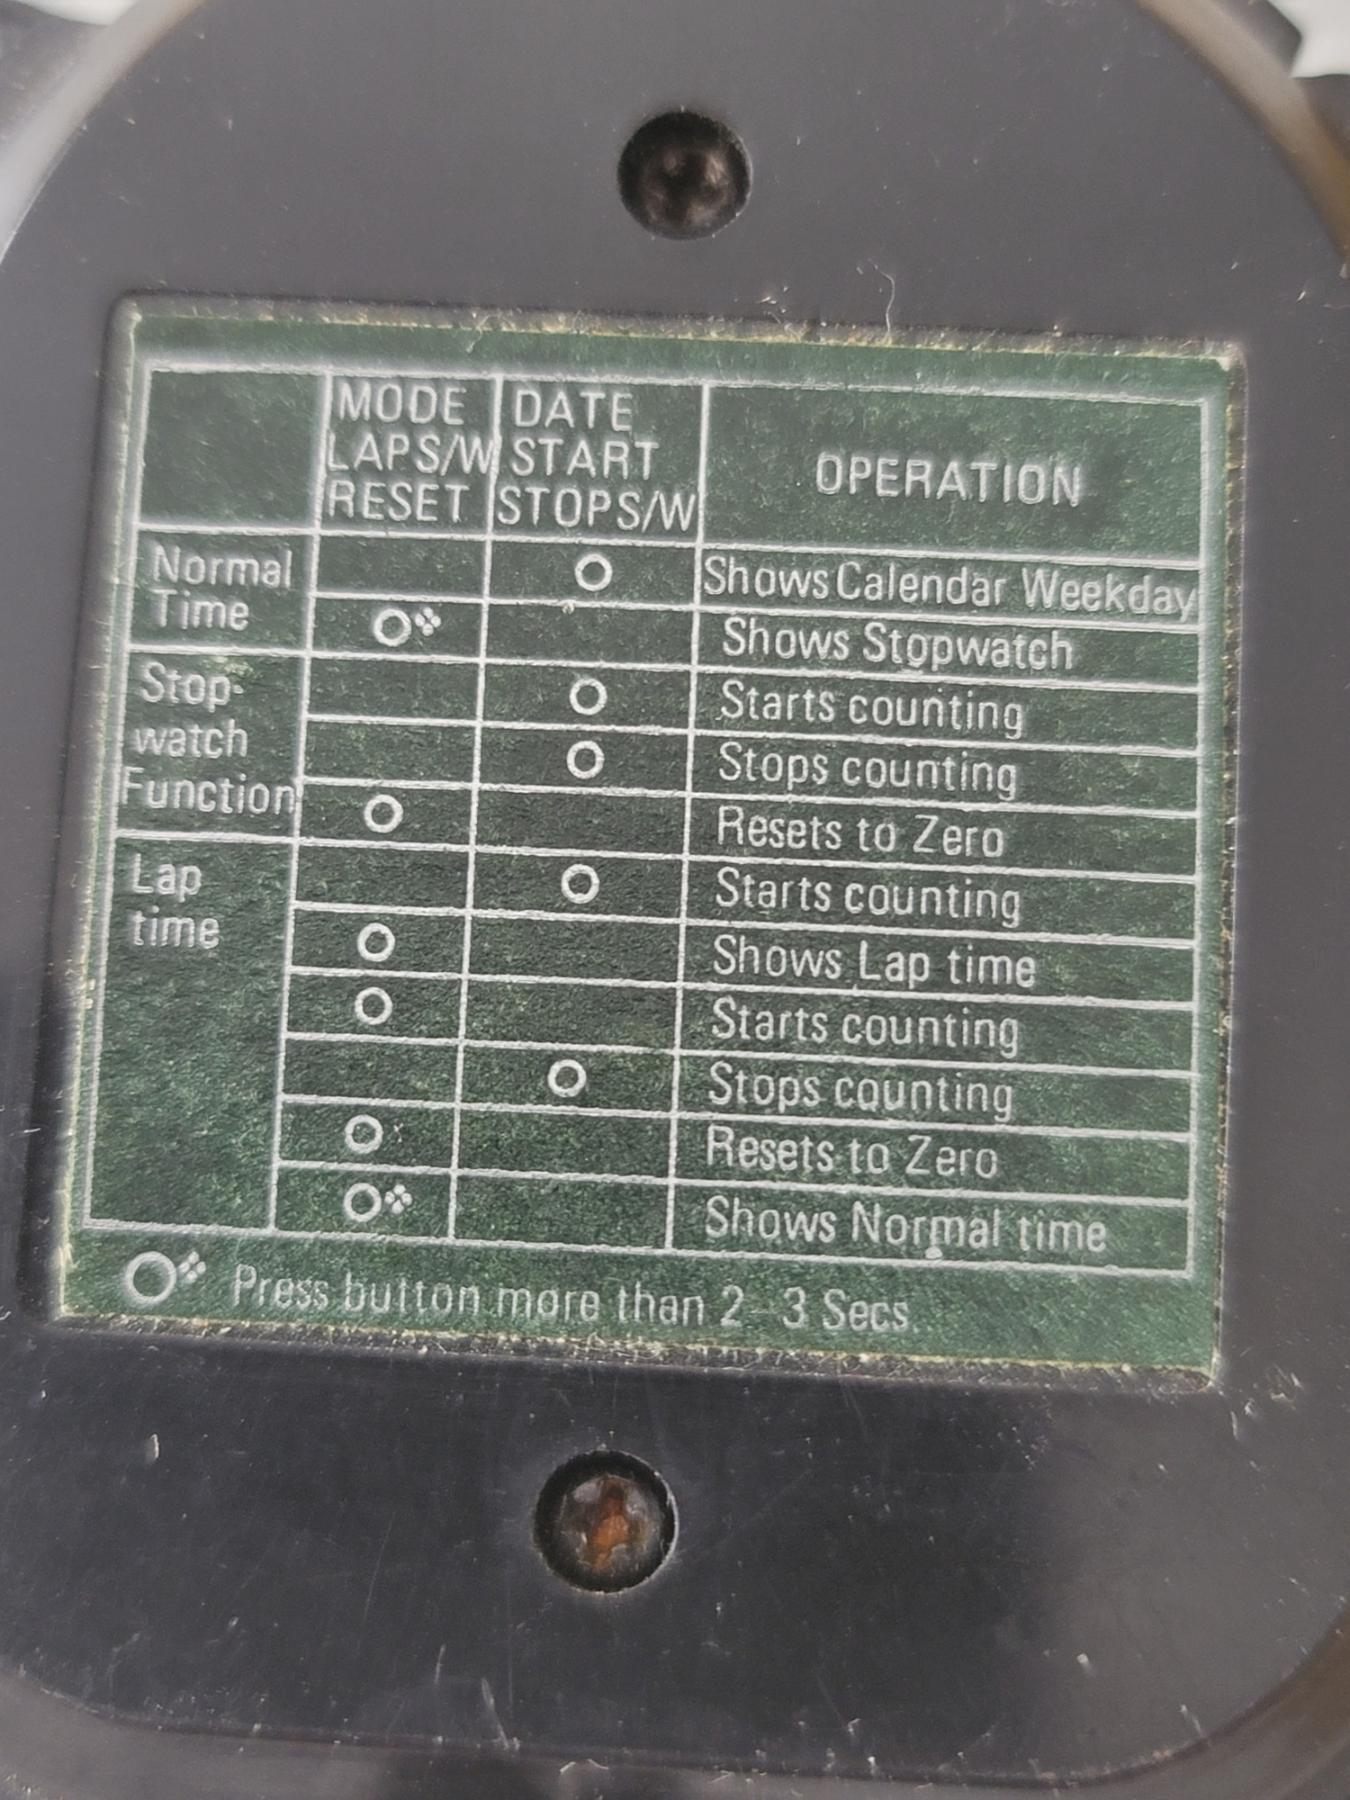 MODE DATE
LAPS/W START OPERATION
RESET STOPS/W
Normal Time O Shows Calendar Weekday
O Shows Stopwatch
Stop-watch Function O Starts counting
O Stops counting
O Resets to Zero
Lap time O Starts counting
O Shows Lap time
O Starts counting
O Stops counting
O Resets to Zero
O Shows Normal time
O Press button more than 2-3 Secs.